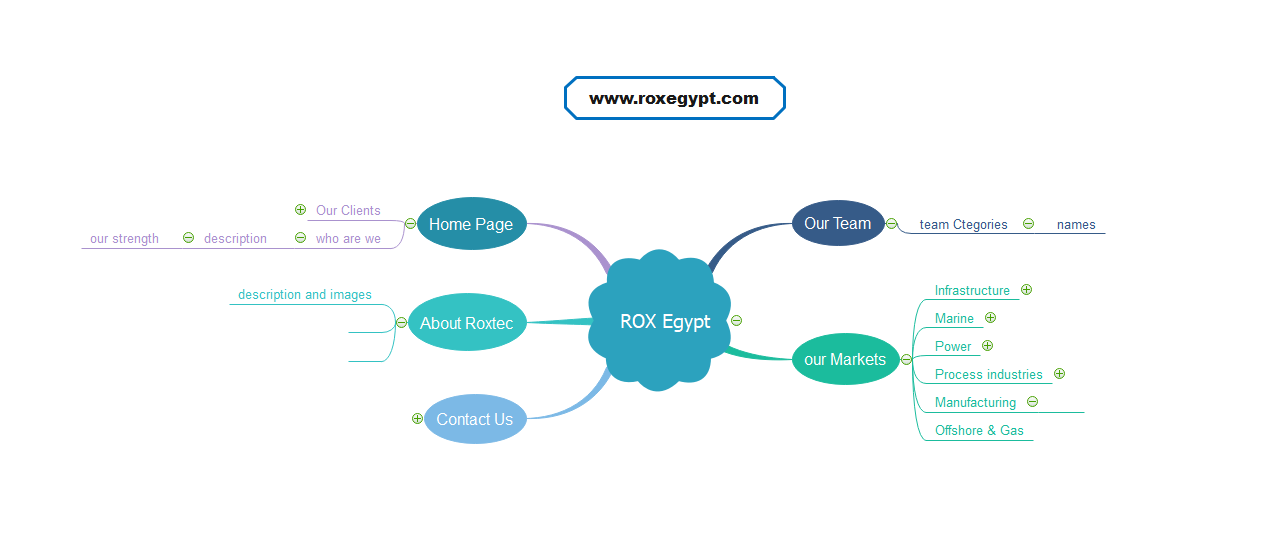 www.roxegypt.com
Our Clients
Home Page
our strength
description
who are we
description and images
About Roxtec
Contact Us
ROX Egypt
Our Team
team Ctegories
names
our Markets
Infrastructure
Marine
Power
Process industries
Manufacturing
Offshore & Gas